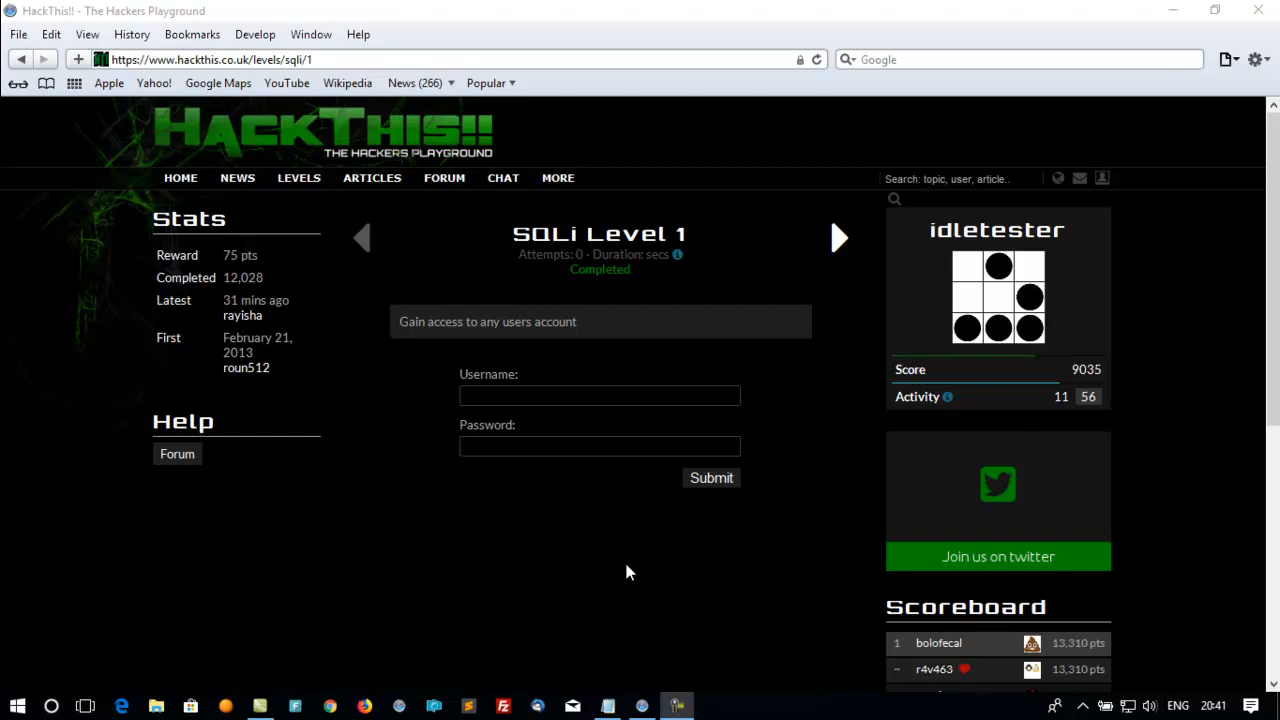 HackThis!! - The Hackers Playground
File Edit View History Bookmarks Develop Window Help
https://www.hackthis.co.uk/levels/sqli/1
Google
Apple Yahoo! Google Maps YouTube Wikipedia News (266) Popular
HACKTHIS!!
THE HACKERS PLAYGROUND
HOME NEWS LEVELS ARTICLES FORUM CHAT MORE
Search: topic, user, article..
Stats
Reward 75 pts
Completed 12,028
Latest 31 mins ago
rayisha
First February 21,
2013
roun512
Help
Forum
SQLi Level 1
Attempts: 0 - Duration: secs
Completed
Gain access to any users account
Username:
Password:
Submit
idletester
Score 9035
Activity 11 56
Join us on twitter
Scoreboard
1 bolofecal 13,310 pts
~ r4v463 13,310 pts
ENG 20:41